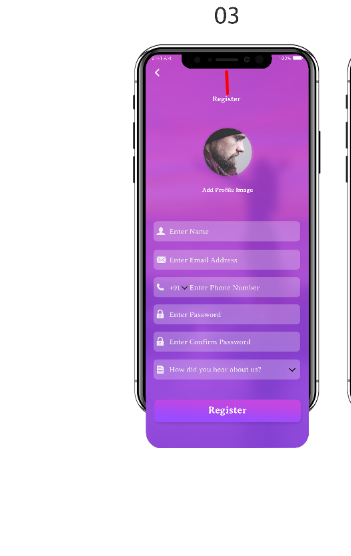 03
Register
Add Profile Image
Enter Name
Enter Email Address
+91 Enter Phone Number
Enter Password
Enter Confirm Password
How did you hear about us?
Register